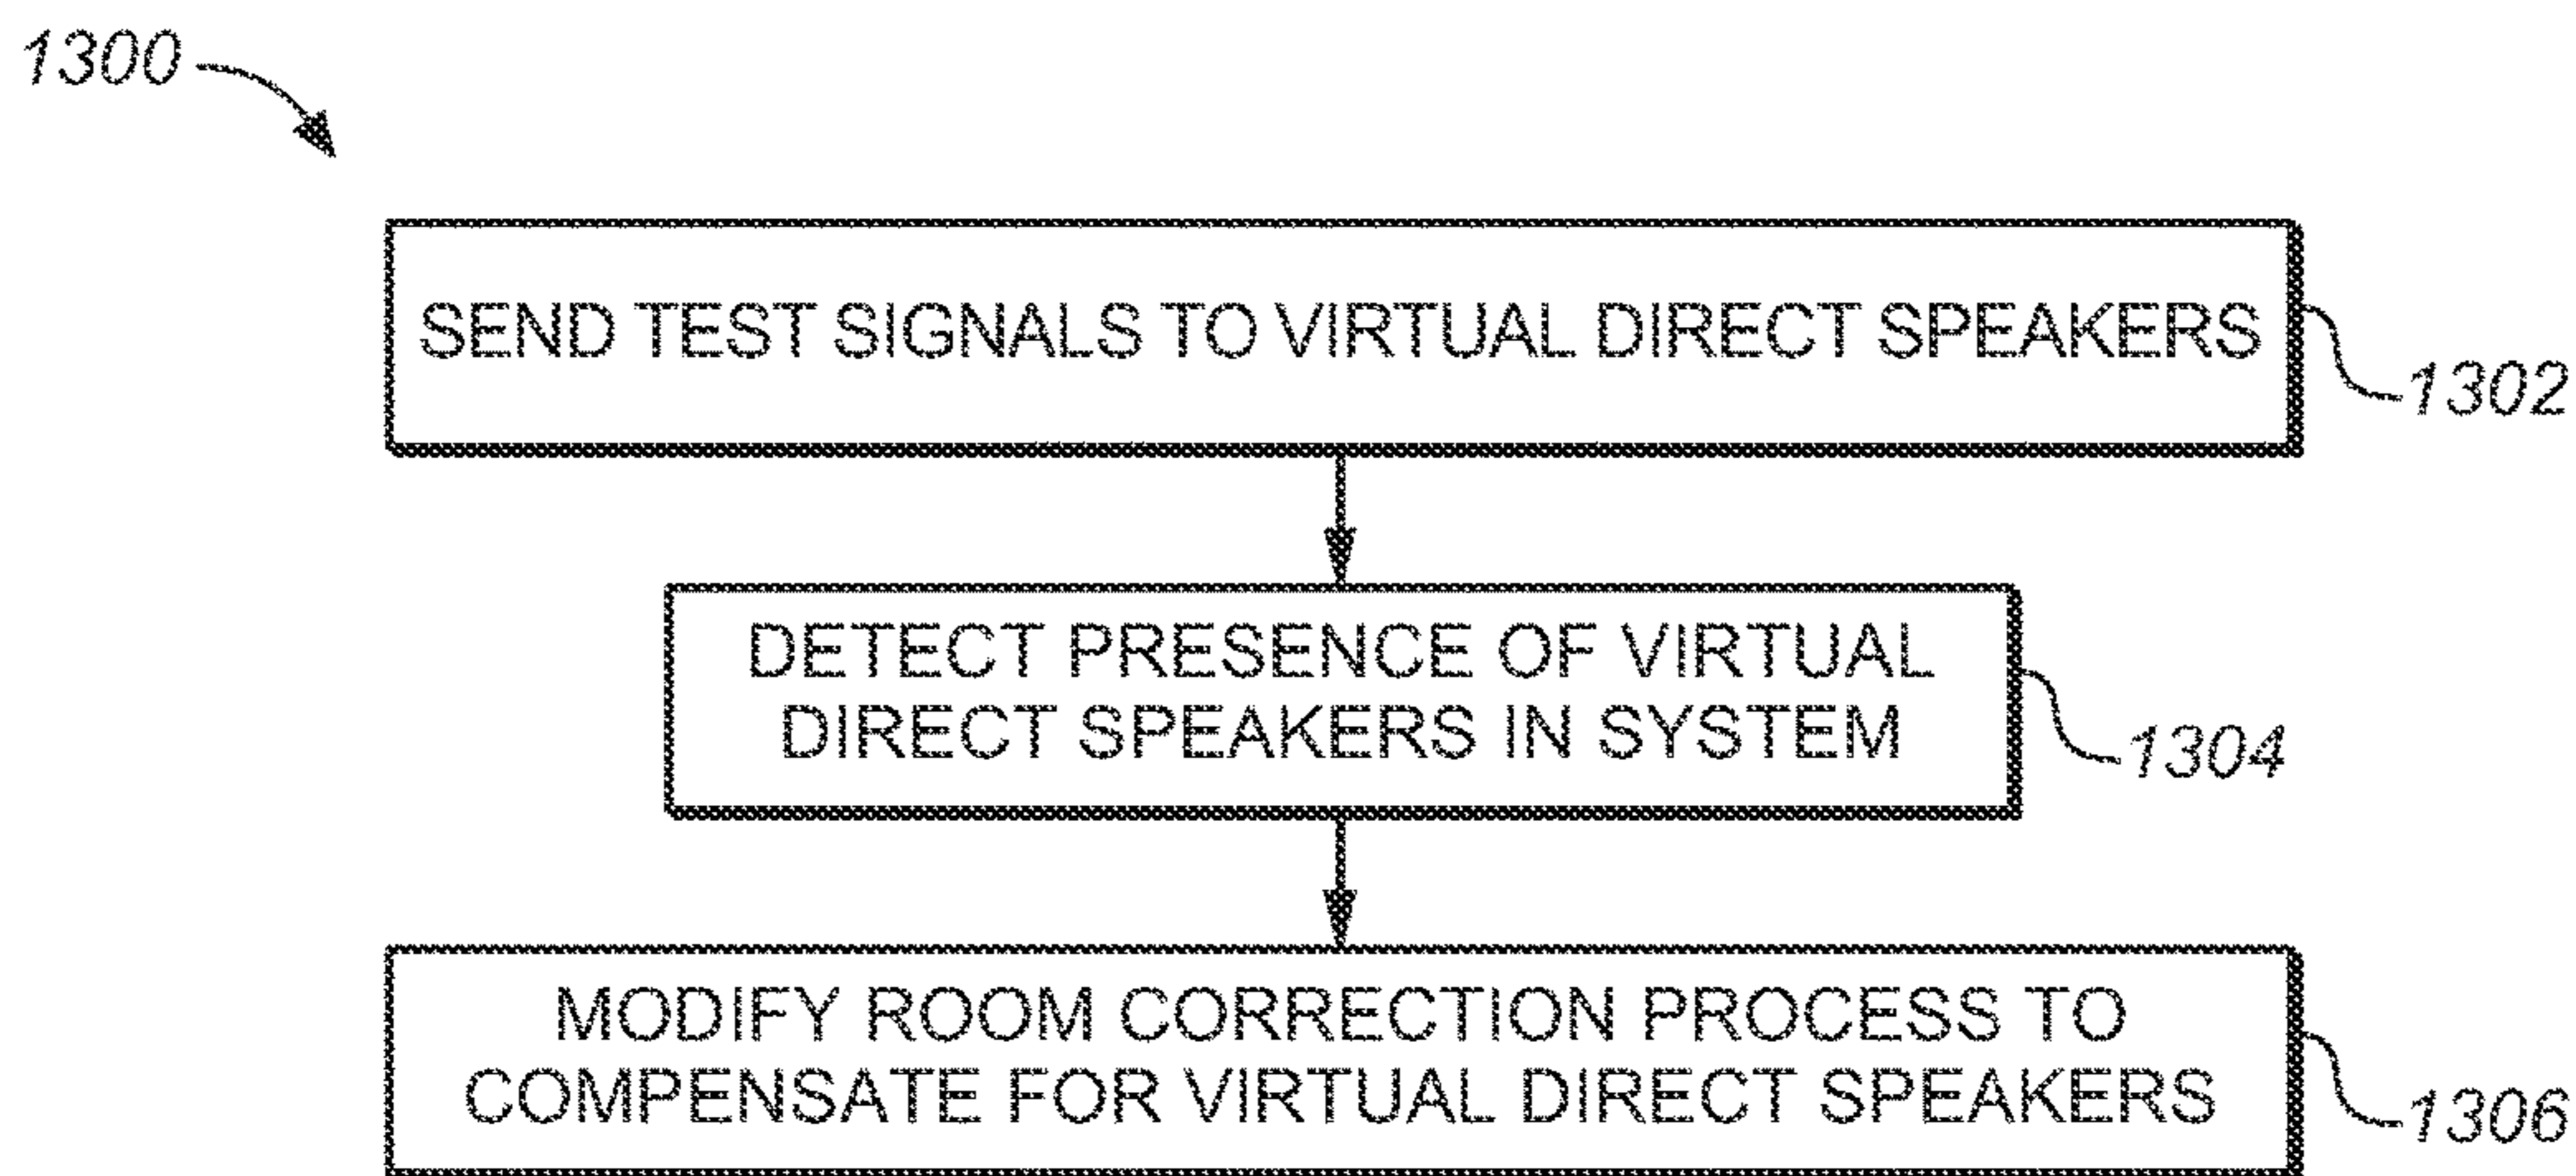 1300
SEND TEST SIGNALS TO VIRTUAL DIRECT SPEAKERS
1302
DETECT PRESENCE OF VIRTUAL
DIRECT SPEAKERS IN SYSTEM
1304
MODIFY ROOM CORRECTION PROCESS TO
COMPENSATE FOR VIRTUAL DIRECT SPEAKERS
1306